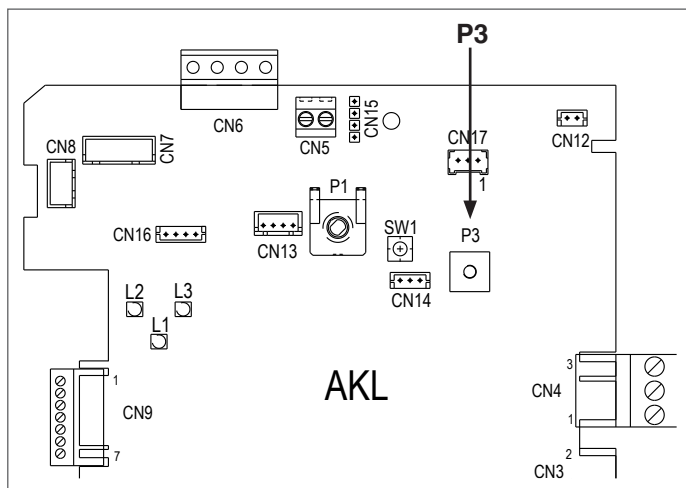 P3
CN6
CN5
CN15
CN12
CN7
CN8
CN17
1
P1
CN16
CN13
SW1
P3
CN14
L2
L3
L1
AKL
1
CN9
7
3
CN4
1
2
CN3